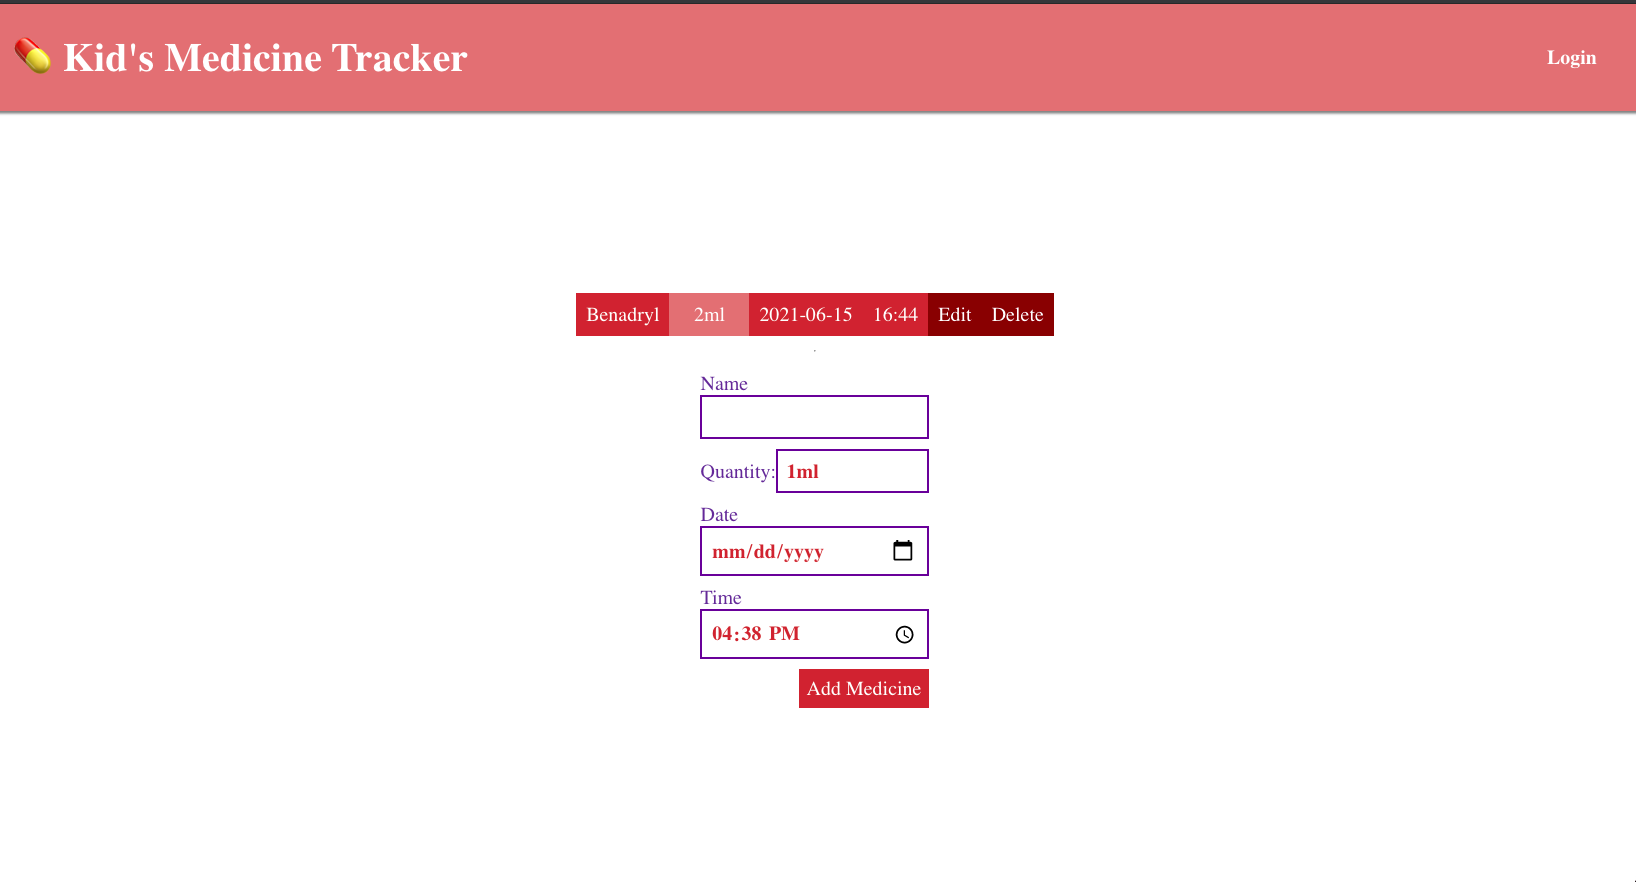 Kid's Medicine Tracker
Login
Benadryl 2ml 2021-06-15 16:44 Edit Delete
Name
Quantity: 1ml
Date
mm/dd/yyyy
Time
04:38 PM
Add Medicine